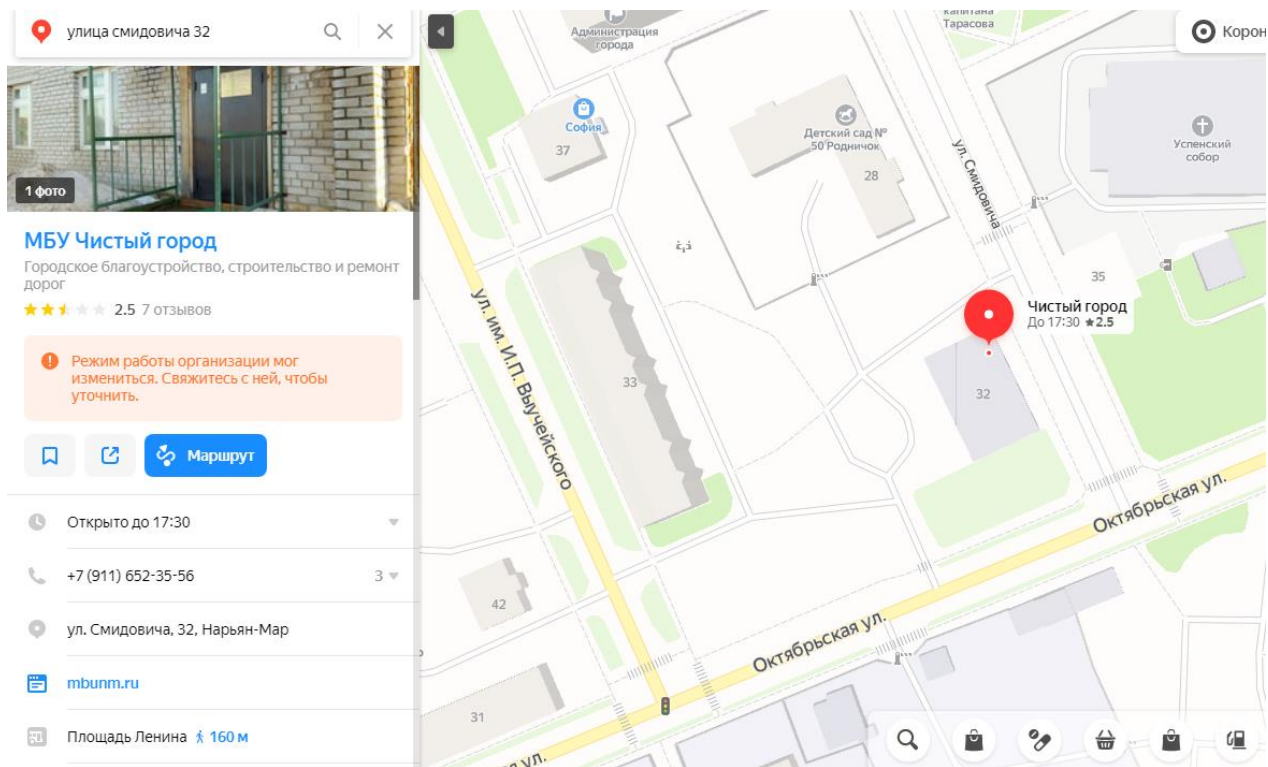 улица смидовича 32
1 фото
МБУ Чистый город
Городское благоустройство, строительство и ремонт
дорог
2.5 7 отзывов
Режим работы организации мог
измениться. Свяжитесь с ней, чтобы
уточнить.
Маршрут
Открыто до 17:30
+7 (911) 652-35-56
3
ул. Смидовича, 32, Нарьян-Мар
mbunm.ru
Площадь Ленина 160 м
Администрация
города
капитана
Тарасова
Корон
София
37
Детский сад №
50 Родничок
28
ул. Смидовича
Успенский
собор
35
Чистый город
До 17:30 ★2.5
32
ул. им. И.П. Выучейского
33
Октябрьская ул.
42
Октябрьская ул.
31
ул.